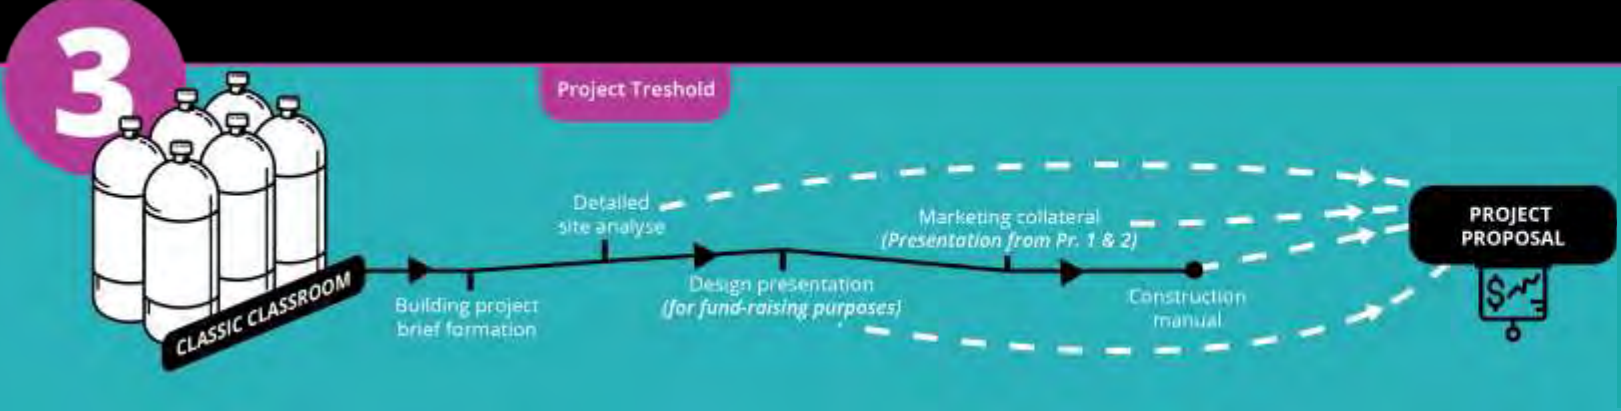 3
Project Treshold
CLASSIC CLASSROOM
Building project
brief formation
Detailed
site analyse
Design presentation
(for fund-raising purposes)
Marketing collateral
(Presentation from Pr. 1 & 2)
Construction
manual
PROJECT
PROPOSAL
$